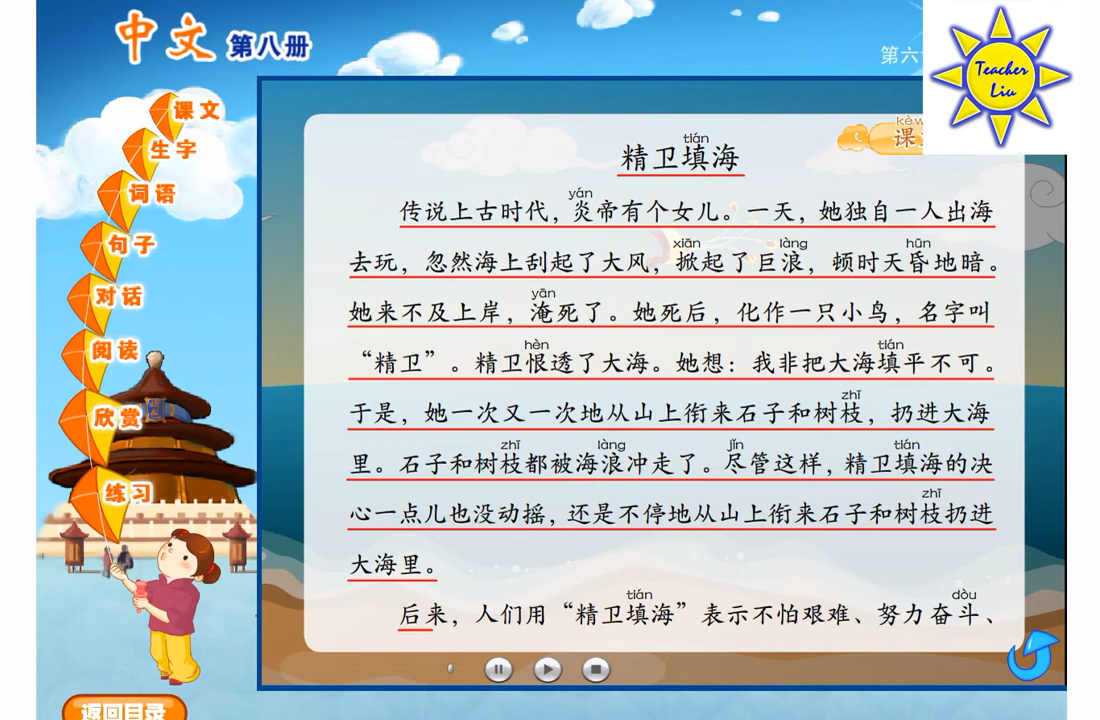 中文 第八册
第六
Teacher
Liu
课文
生字
词语
句子
对话
阅读
欣赏
练习
返回目录
kèw
课
tián
精卫填海
yán
传说上古时代，炎帝有个女儿。一天，她独自一人出海
xiān làng hūn
去玩，忽然海上刮起了大风，掀起了巨浪，顿时天昏地暗。
yān
她来不及上岸，淹死了。她死后，化作一只小鸟，名字叫
hèn tián
“精卫”。精卫恨透了大海。她想：我非把大海填平不可。
zhī
于是，她一次又一次地从山上衔来石子和树枝，扔进大海
zhī làng jǐn tián
里。石子和树枝都被海浪冲走了。尽管这样，精卫填海的决
zhī
心一点儿也没动摇，还是不停地从山上衔来石子和树枝扔进
大海里。
tián dòu
后来，人们用“精卫填海”表示不怕艰难、努力奋斗、